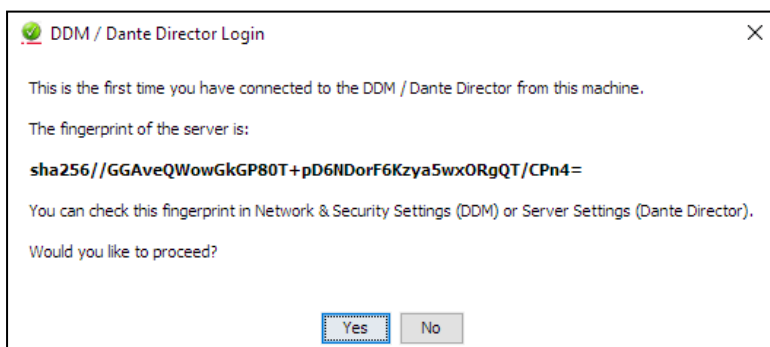 DDM / Dante Director Login
This is the first time you have connected to the DDM / Dante Director from this machine.
The fingerprint of the server is:
sha256//GGAveQWowGkGP80T+pD6NDorF6Kzya5wxORgQT/CPn4=
You can check this fingerprint in Network & Security Settings (DDM) or Server Settings (Dante Director).
Would you like to proceed?
Yes
No